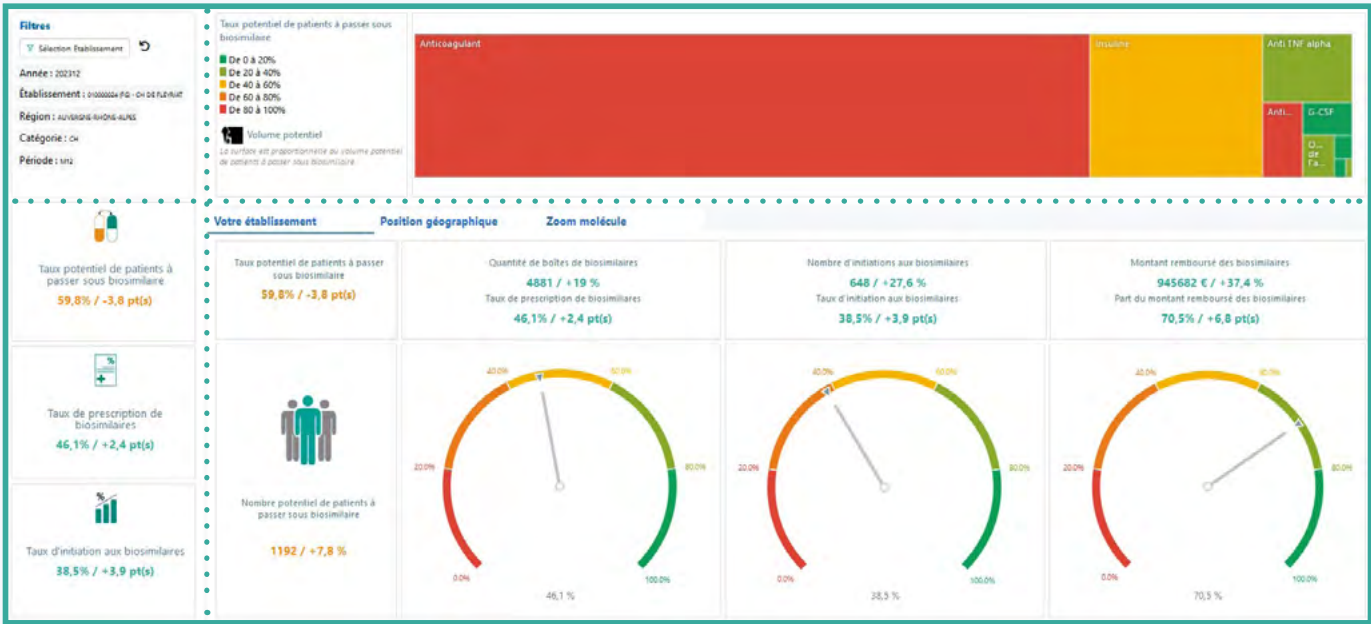 Filtres
Sélection Établissement
Année : 202312
Établissement : - CH DE FLEYRIAT
Région : AUVERGNE-RHÔNE-ALPES
Catégorie : CH
Période : M12
Taux potentiel de patients à passer sous
biosimilaire
De 0 à 20%
De 20 à 40%
De 40 à 60%
De 60 à 80%
De 80 à 100%
Volume potentiel
La surface est proportionnelle au volume potentiel
de patients à passer sous biosimilaire
Anticoagulant
Insuline
Anti TNF alpha
Anti...
G-CSF
O...
de
l'a...
Taux potentiel de patients à
passer sous biosimilaire
59,8% / -3,8 pt(s)
Taux de prescription de
biosimilaires
46,1% / +2,4 pt(s)
%
Taux d'initiation aux biosimilaires
38,5% / +3,9 pt(s)
Votre établissement
Position géographique
Zoom molécule
Taux potentiel de patients à passer
sous biosimilaire
59,8% / -3,8 pt(s)
Quantité de boîtes de biosimilaires
4881 / +19 %
Taux de prescription de biosimilaires
46,1% / +2,4 pt(s)
Nombre d'initiations aux biosimilaires
648 / +27,6 %
Taux d'initiation aux biosimilaires
38,5% / +3,9 pt(s)
Montant remboursé des biosimilaires
945682 € / +37,4 %
Part du montant remboursé des biosimilaires
70,5% / +6,8 pt(s)
Nombre potentiel de patients à
passer sous biosimilaire
1192 / +7,8 %
0.0%
20.0%
40.0%
60.0%
80.0%
100.0%
46,1 %
0.0%
20.0%
40.0%
60.0%
80.0%
100.0%
38,5 %
0.0%
20.0%
40.0%
60.0%
80.0%
100.0%
70,5 %